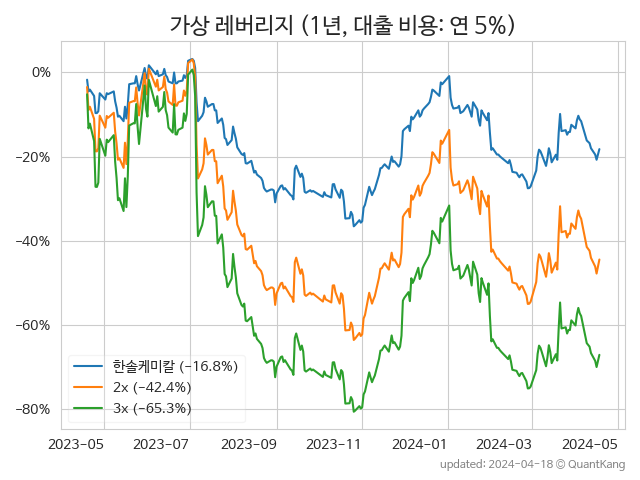 가상 레버리지 (1년, 대출 비용: 연 5%)
0%
−20%
−40%
−60%
−80%
한솔케미칼 (−16.8%)
2x (−42.4%)
3x (−65.3%)
2023-05 2023-07 2023-09 2023-11 2024-01 2024-03 2024-05
updated: 2024-04-18 © QuantKang